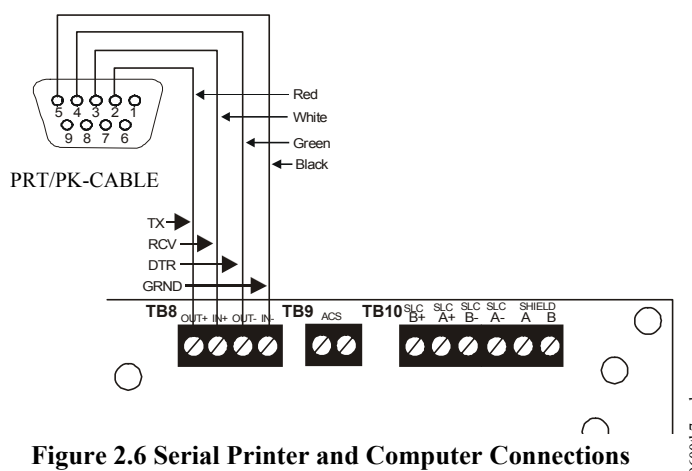 5 4 3 2 1
9 8 7 6
PRT/PK-CABLE
Red
White
Green
Black
TX
RCV
DTR
GRND
TB8 OUT+ IN+ OUT- IN-
TB9 ACS
TB10 SLC B+ SLC A+ SLC B- SLC A- SHIELD A B
Figure 2.6 Serial Printer and Computer Connections